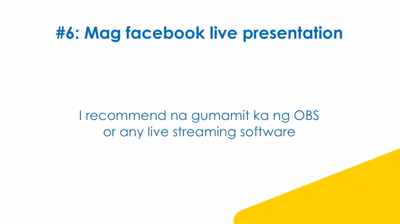 #6: Mag facebook live presentation
I recommend na gumamit ka ng OBS
or any live streaming software